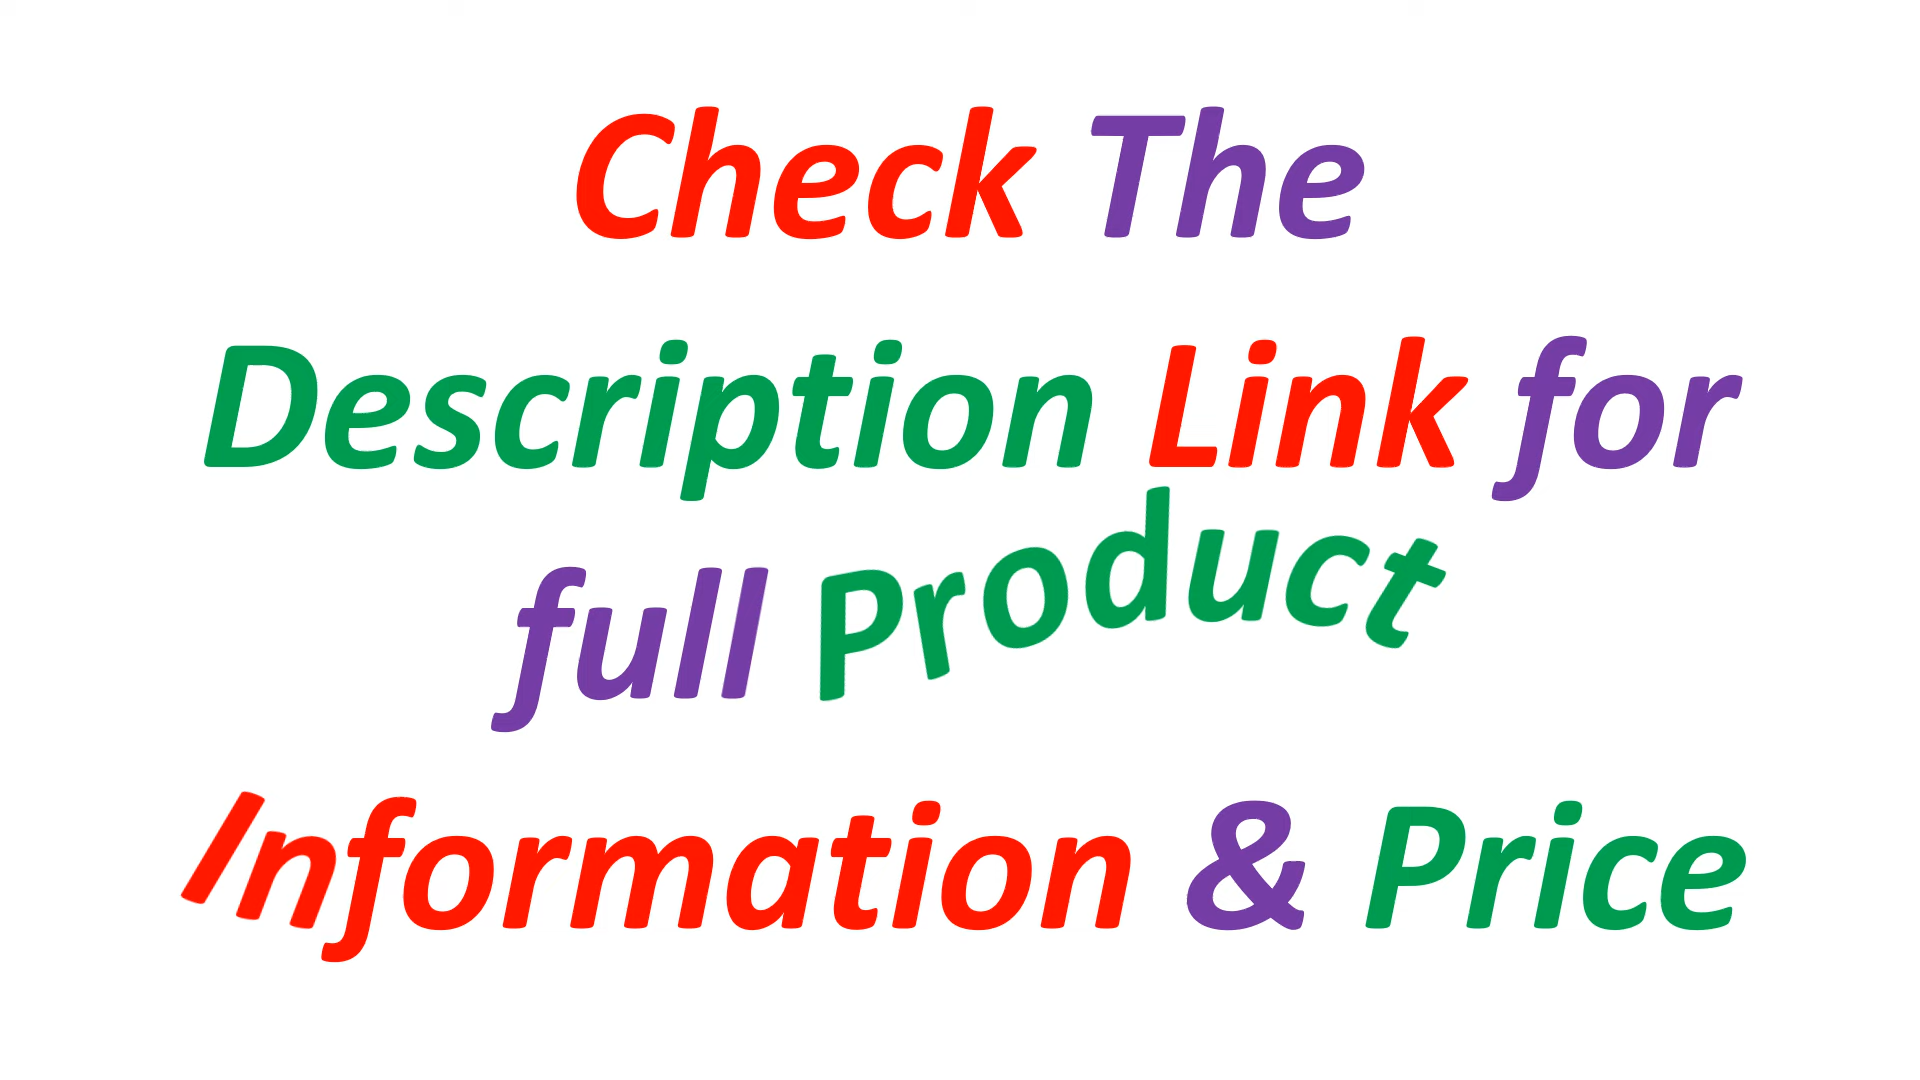 Check The
Description Link for
full Product
Information & Price